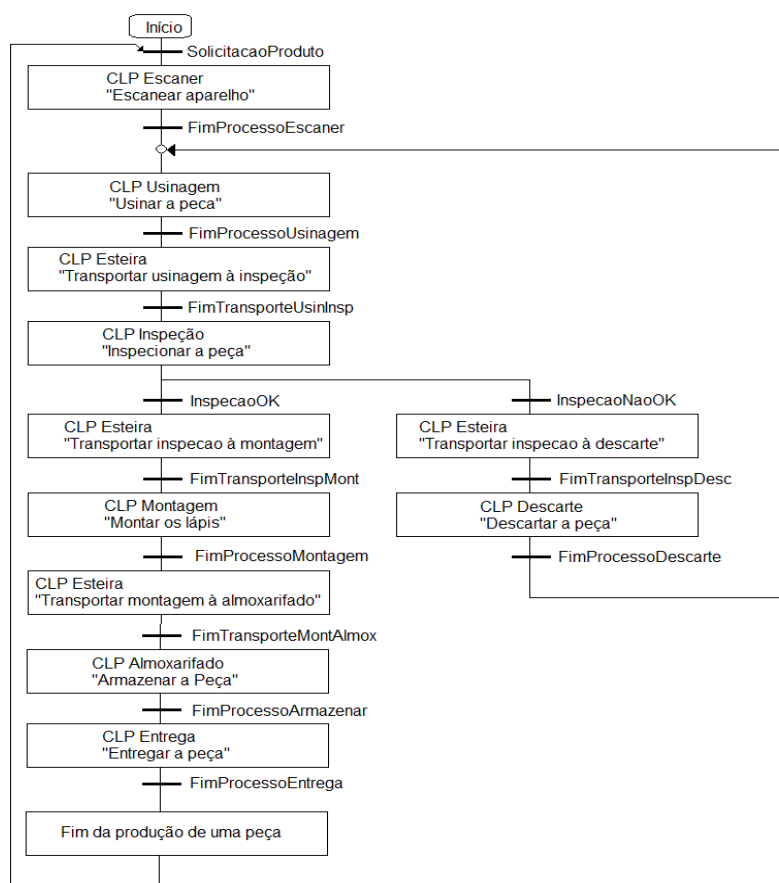 Início
SolicitacaoProduto
CLP Escaner
"Escanear aparelho"
FimProcessoEscaner
CLP Usinagem
"Usinar a peca"
FimProcessoUsinagem
CLP Esteira
"Transportar usinagem à inspeção"
FimTransporteUsinInsp
CLP Inspeção
"Inspecionar a peça"
InspecaoOK
CLP Esteira
"Transportar inspecao à montagem"
FimTransporteInspMont
CLP Montagem
"Montar os lápis"
FimProcessoMontagem
CLP Esteira
"Transportar montagem à almoxarifado"
FimTransporteMontAlmox
CLP Almoxarifado
"Armazenar a Peça"
FimProcessoArmazenar
CLP Entrega
"Entregar a peça"
FimProcessoEntrega
Fim da produção de uma peça
InspecaoNaoOK
CLP Esteira
"Transportar inspecao à descarte"
FimTransporteInspDesc
CLP Descarte
"Descartar a peça"
FimProcessoDescarte